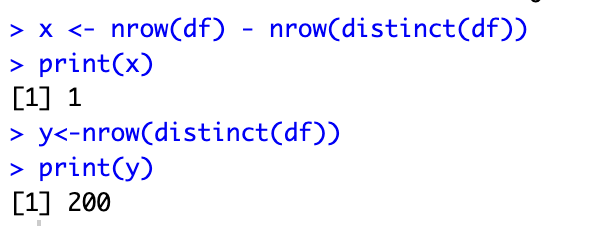 > x <- nrow(df) - nrow(distinct(df))
> print(x)
[1] 1
> y<-nrow(distinct(df))
> print(y)
[1] 200